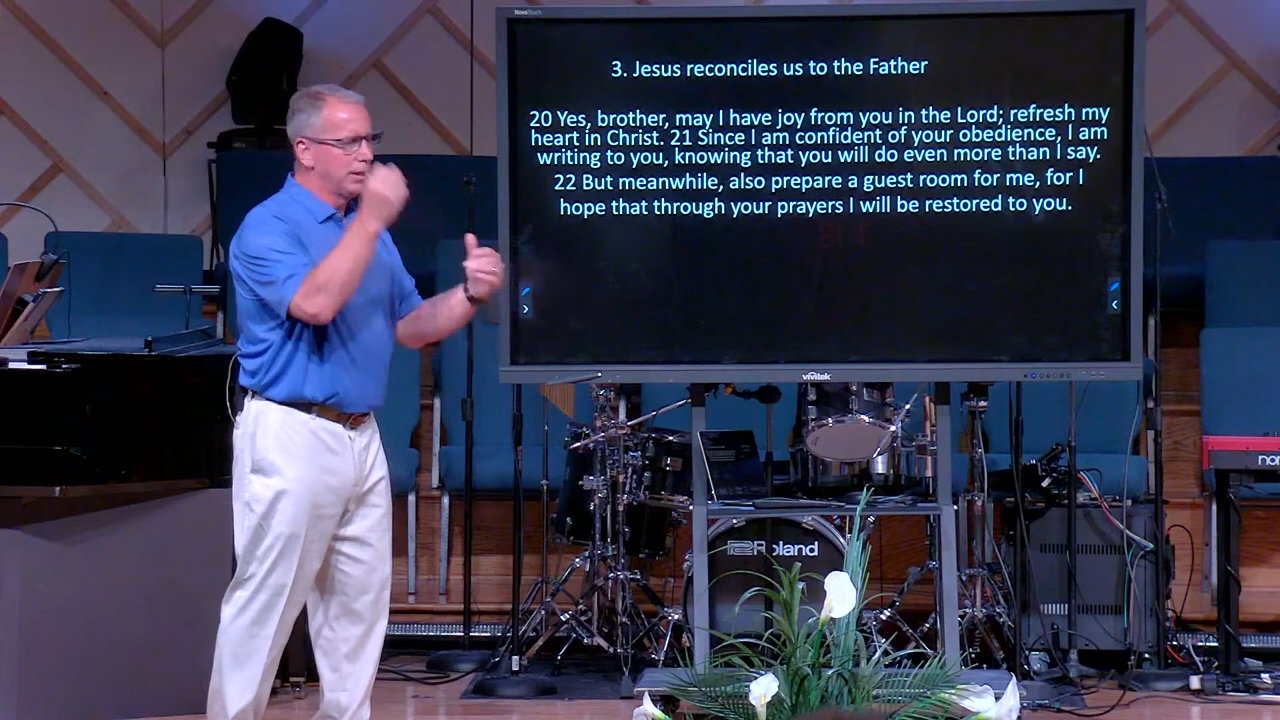 NovoTouch
3. Jesus reconciles us to the Father
20 Yes, brother, may I have joy from you in the Lord; refresh my
heart in Christ. 21 Since I am confident of your obedience, I am
writing to you, knowing that you will do even more than I say.
22 But meanwhile, also prepare a guest room for me, for I
hope that through your prayers I will be restored to you.
vivitek
Roland
nor